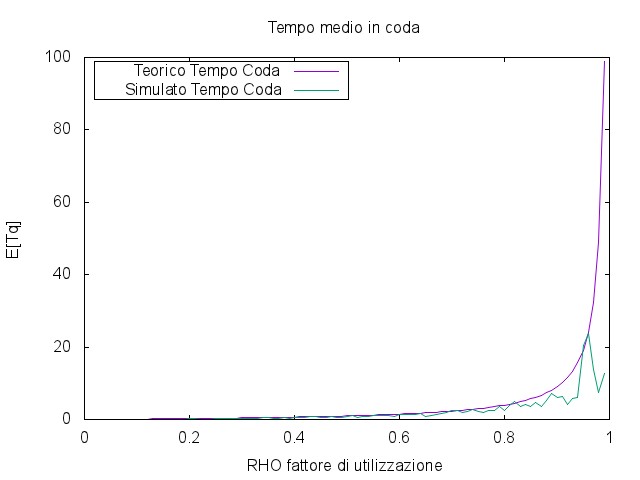 Tempo medio in coda
Teorico Tempo Coda
Simulato Tempo Coda
100
80
60
40
20
0
E[Tq]
0 0.2 0.4 0.6 0.8 1
RHO fattore di utilizzazione